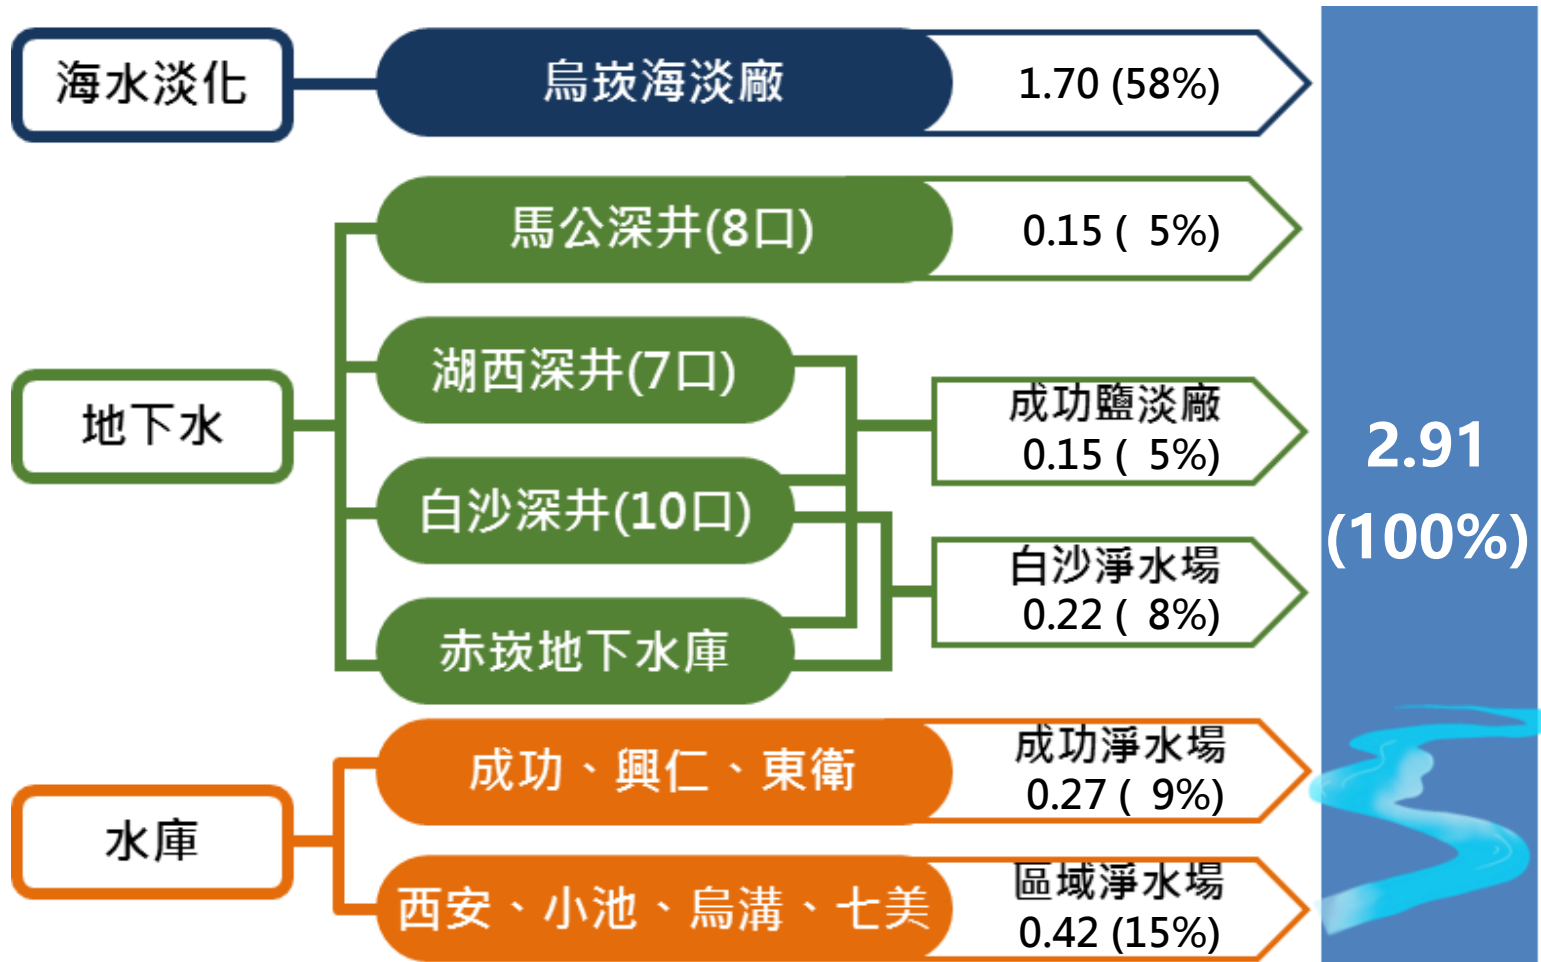 海水淡化
烏崁海淡廠
1.70 (58%)
地下水
馬公深井(8口)
0.15 ( 5%)
湖西深井(7口)
白沙深井(10口)
赤崁地下水庫
成功鹽淡廠
0.15 ( 5%)
白沙淨水場
0.22 ( 8%)
水庫
成功、興仁、東衛
成功淨水場
0.27 ( 9%)
西安、小池、烏溝、七美
區域淨水場
0.42 (15%)
2.91
(100%)